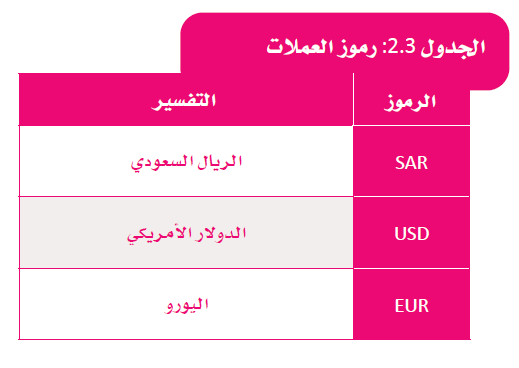 الجدول 2.3: رموز العملات
الرموز التفسير
SAR الريال السعودي
USD الدولار الأمريكي
EUR اليورو